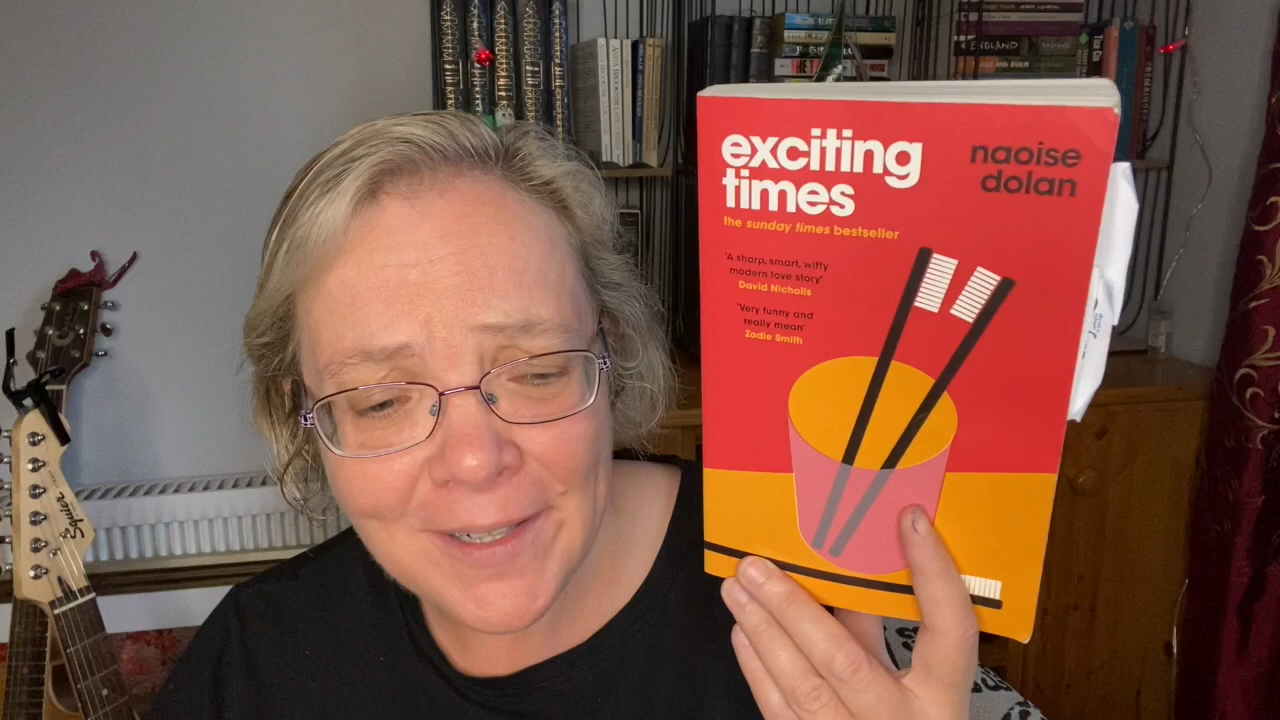 exciting
times
naoise
dolan
the sunday times bestseller
'A sharp, smart, witty
modern love story'
David Nicholls
'Very funny and
really mean'
Zadie Smith
Squier
ENGLAND